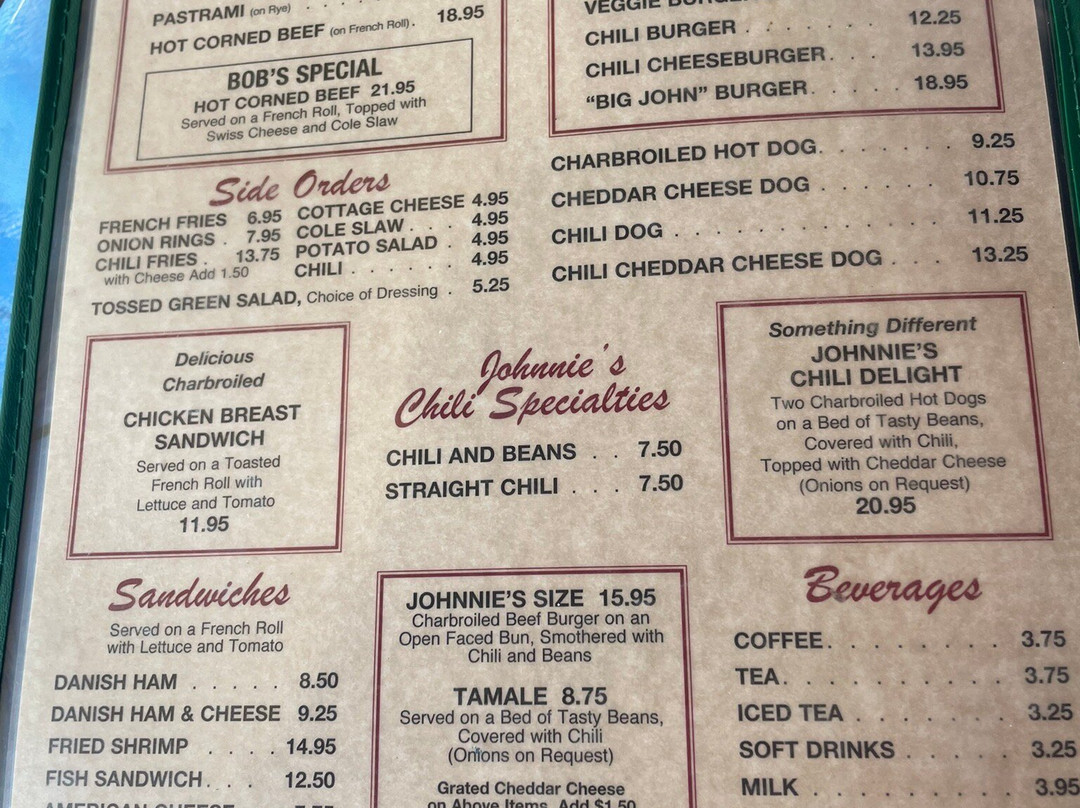 PASTRAMI (on Rye) . . . . .
HOT CORNED BEEF (on French Roll). 18.95
BOB'S SPECIAL
HOT CORNED BEEF 21.95
Served on a French Roll, Topped with
Swiss Cheese and Cole Slaw
VEGGIE BURGER
CHILI BURGER . . . . . . . 12.25
CHILI CHEESEBURGER. . . . 13.95
"BIG JOHN" BURGER. . . . . 18.95
CHARBROILED HOT DOG. . . . . . . 9.25
CHEDDAR CHEESE DOG . . . . . . . 10.75
CHILI DOG . . . . . . . . . . . . . 11.25
CHILI CHEDDAR CHEESE DOG . . . . 13.25
Side Orders
FRENCH FRIES 6.95
ONION RINGS . 7.95
CHILI FRIES . 13.75
with Cheese Add 1.50
COTTAGE CHEESE 4.95
COLE SLAW . . . . 4.95
POTATO SALAD . 4.95
CHILI . . . . . . . 4.95
TOSSED GREEN SALAD, Choice of Dressing . 5.25
Delicious
Charbroiled
CHICKEN BREAST
SANDWICH
Served on a Toasted
French Roll with
Lettuce and Tomato
11.95
Johnnie's
Chili Specialties
CHILI AND BEANS . . 7.50
STRAIGHT CHILI . . . 7.50
Something Different
JOHNNIE'S
CHILI DELIGHT
Two Charbroiled Hot Dogs
on a Bed of Tasty Beans,
Covered with Chili,
Topped with Cheddar Cheese
(Onions on Request)
20.95
Sandwiches
Served on a French Roll
with Lettuce and Tomato
DANISH HAM . . . . . 8.50
DANISH HAM & CHEESE 9.25
FRIED SHRIMP . . . . 14.95
FISH SANDWICH . . . 12.50
AMERICAN CHEESE
JOHNNIE'S SIZE 15.95
Charbroiled Beef Burger on an
Open Faced Bun, Smothered with
Chili and Beans
TAMALE 8.75
Served on a Bed of Tasty Beans,
Covered with Chili
(Onions on Request)
Grated Cheddar Cheese
on Above Items, Add $1.50
Beverages
COFFEE. . . . . . . . . 3.75
TEA. . . . . . . . . . . 3.75
ICED TEA . . . . . . . . 3.25
SOFT DRINKS . . . . . . 3.25
MILK . . . . . . . . . . 3.95